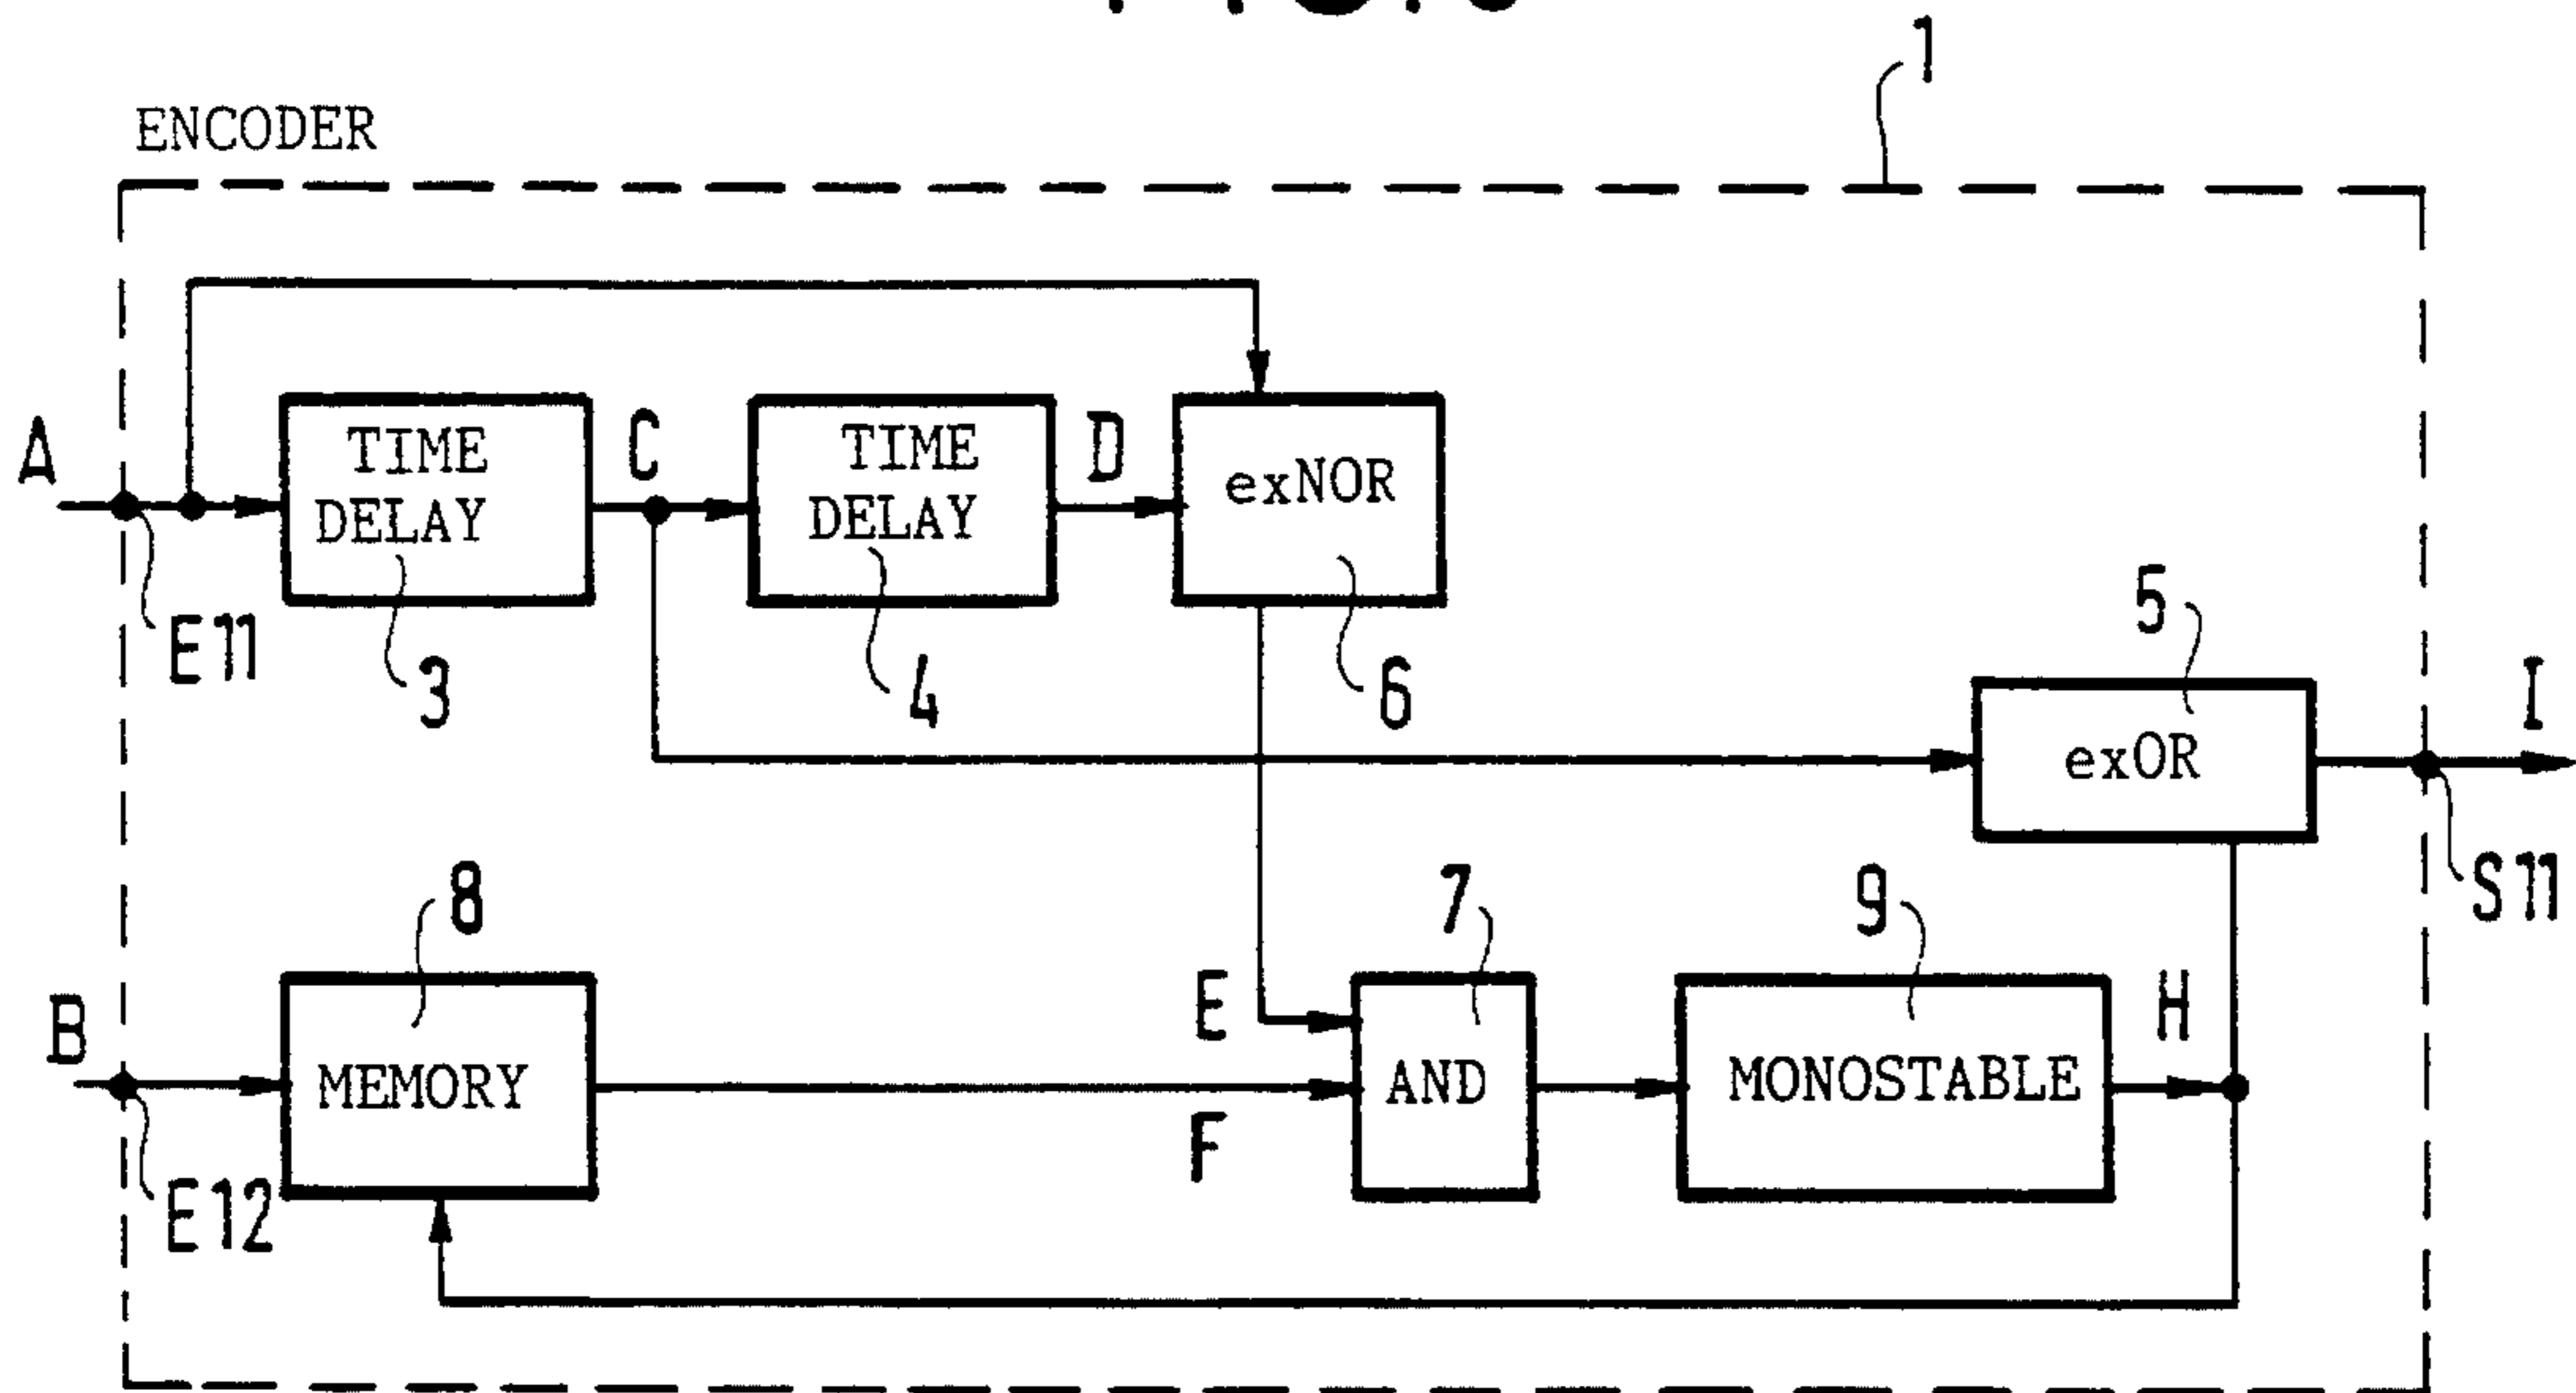 1
ENCODER
A
TIME
DELAY
C
TIME
DELAY
D
exNOR
E11
3
4
6
5
exOR
I
S11
B
8
MEMORY
E
F
7
AND
9
MONOSTABLE
H
E12